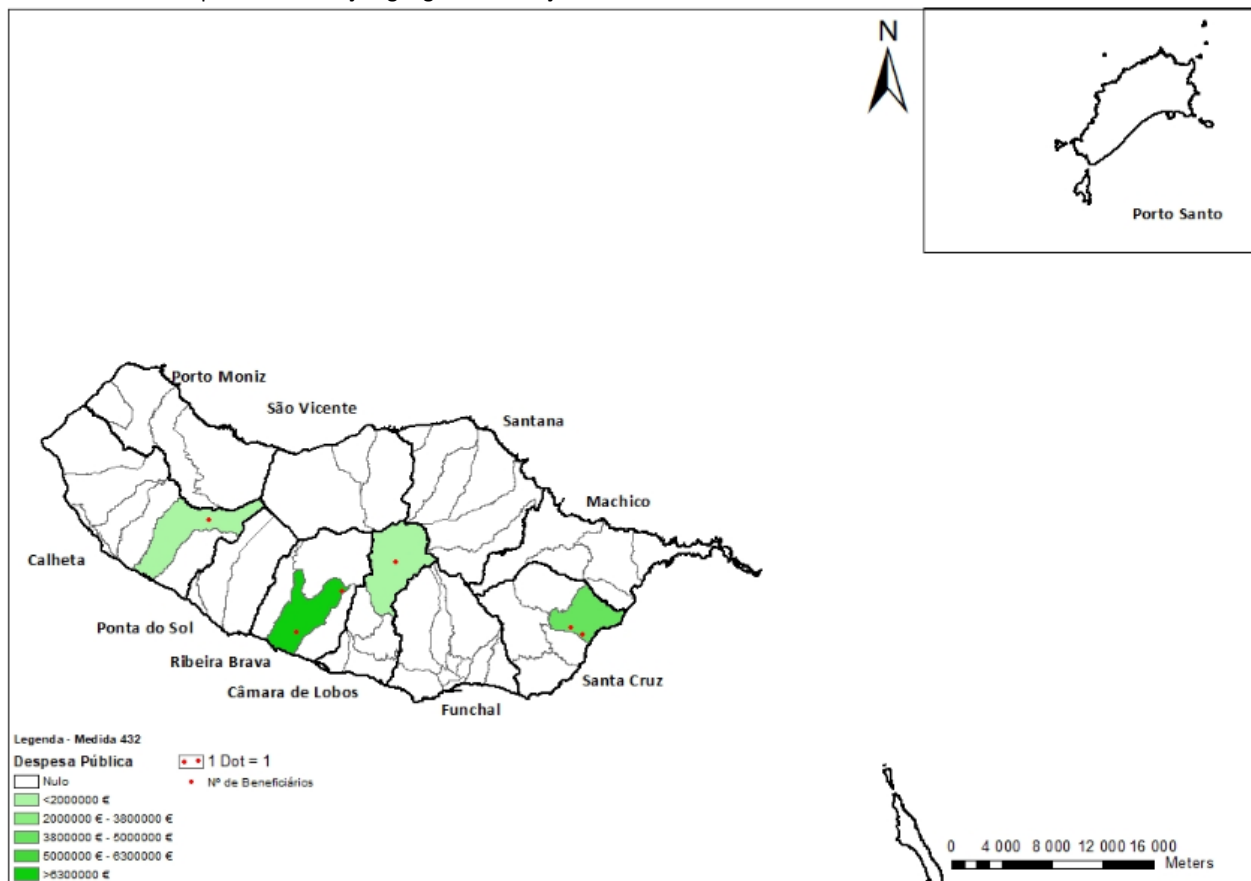 N
Porto Santo
Porto Moniz
São Vicente
Santana
Machico
Calheta
Ponta do Sol
Ribeira Brava
Câmara de Lobos
Funchal
Santa Cruz
Legenda - Medida 432
Despesa Pública
Nulo
<2000000 €
2000000 € - 3800000 €
3800000 € - 5000000 €
5000000 € - 6300000 €
>6300000 €
1 Dot = 1
Nº de Beneficiários
0 4 000 8 000 12 000 16 000
Meters